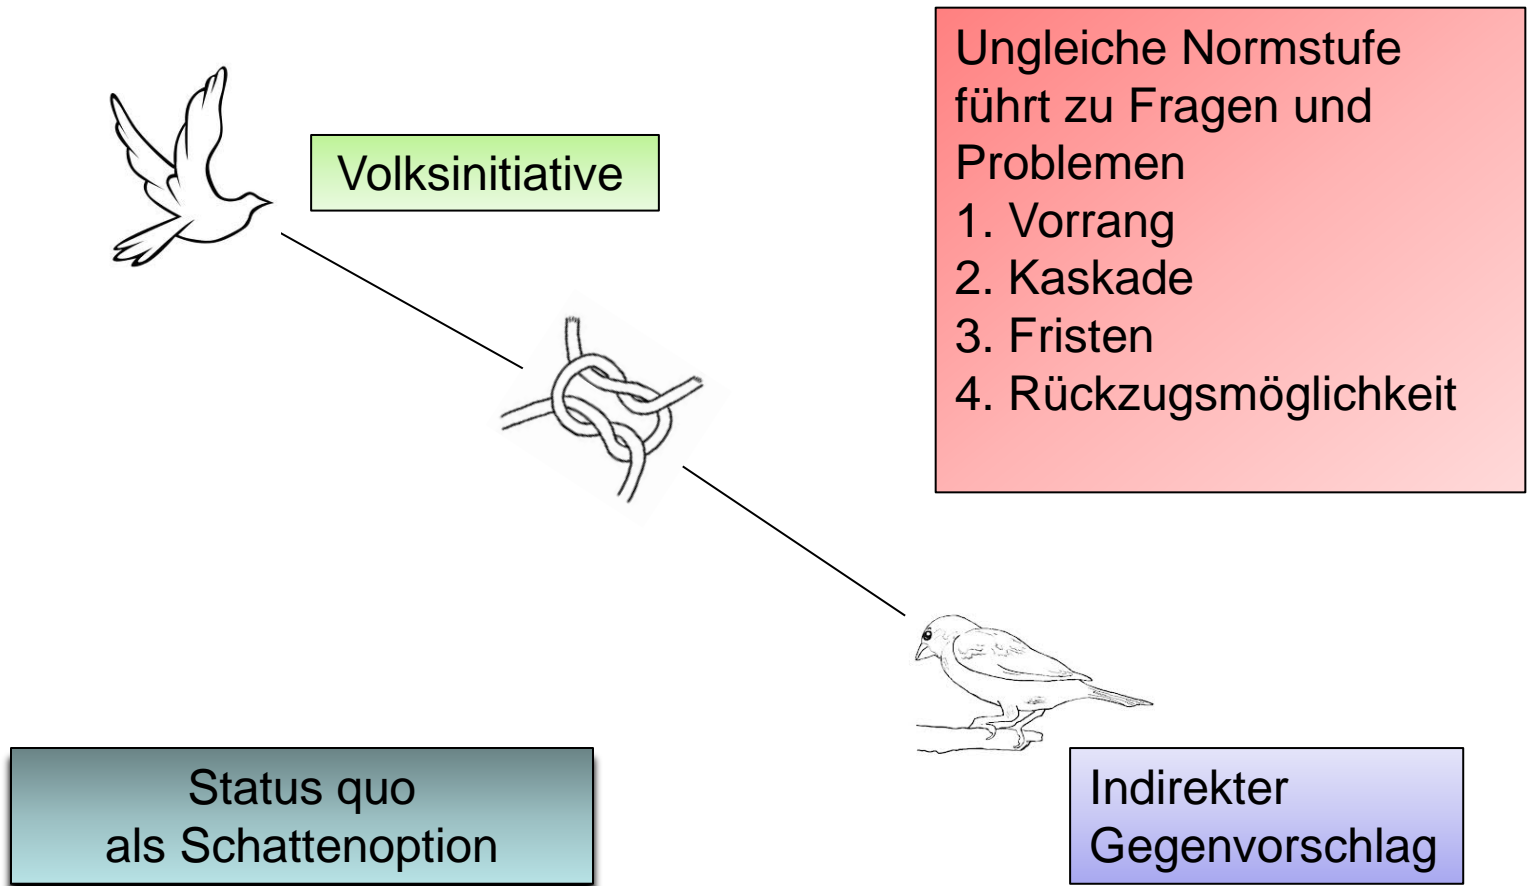 Volksinitiative
Ungleiche Normstufe
führt zu Fragen und
Problemen
1. Vorrang
2. Kaskade
3. Fristen
4. Rückzugsmöglichkeit
Status quo
als Schattenoption
Indirekter
Gegenvorschlag